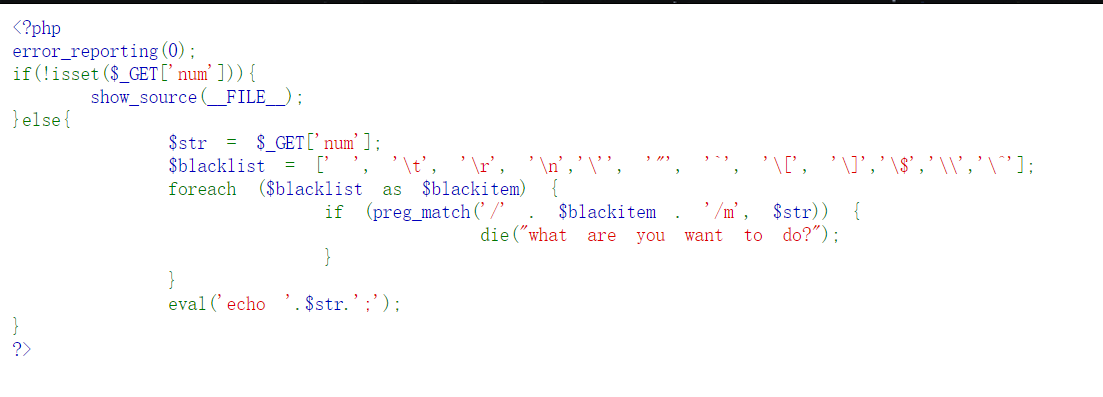 <?php
error_reporting(0);
if(!isset($_GET['num'])){
show_source(__FILE__);
}else{
$str = $_GET['num'];
$blacklist = [' ', '\t', '\r', '\n','\'', '"', '`', '\[', '\]','\$','\\','\^'];
foreach ($blacklist as $blackitem) {
if (preg_match('/' . $blackitem . '/m', $str)) {
die("what are you want to do?");
}
}
eval('echo '.$str.';');
}
?>